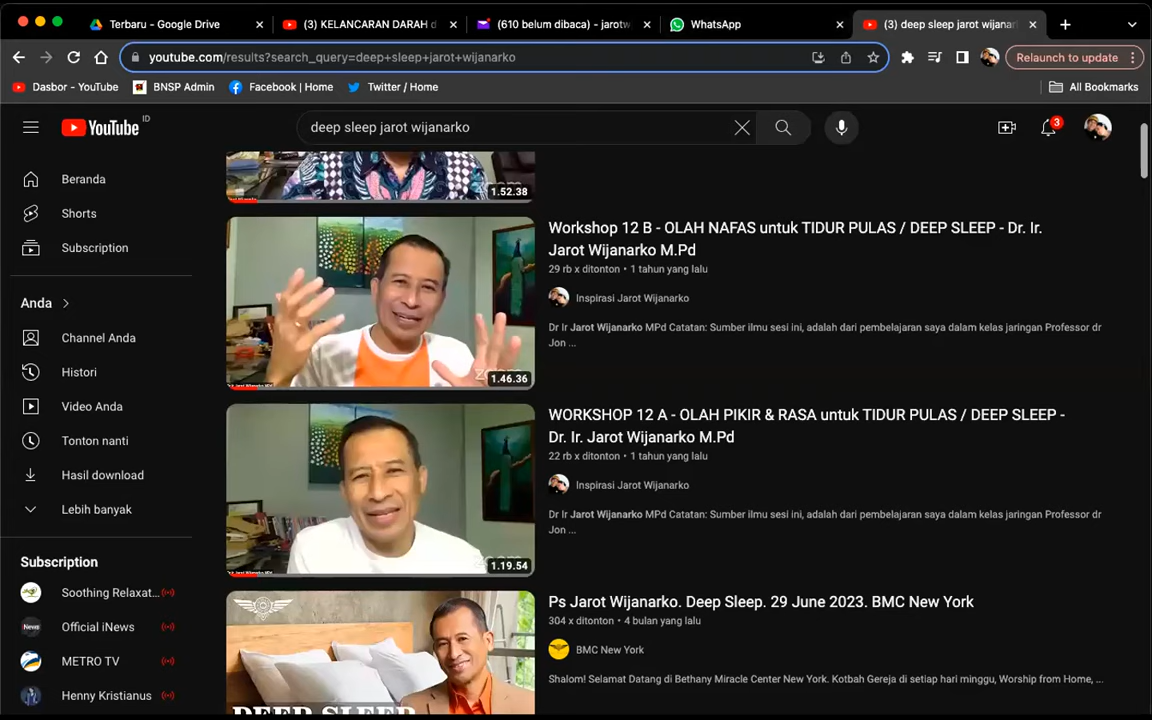 Terbaru - Google Drive
(3) KELANCARAN DARAH d
(610 belum dibaca) - jarotw
WhatsApp
(3) deep sleep jarot wijanar
youtube.com/results?search_query=deep+sleep+jarot+wijanarko
Relaunch to update
Dasbor - YouTube
BNSP Admin
Facebook | Home
Twitter / Home
All Bookmarks
YouTube ID
deep sleep jarot wijanarko
3
Beranda
Shorts
Subscription
Anda
Channel Anda
Histori
Video Anda
Tonton nanti
Hasil download
Lebih banyak
Subscription
Soothing Relaxat...
Official iNews
METRO TV
Henny Kristianus
1.52.38
Workshop 12 B - OLAH NAFAS untuk TIDUR PULAS / DEEP SLEEP - Dr. Ir.
Jarot Wijanarko M.Pd
29 rb x ditonton • 1 tahun yang lalu
Inspirasi Jarot Wijanarko
Dr Ir Jarot Wijanarko MPd Catatan: Sumber ilmu sesi ini, adalah dari pembelajaran saya dalam kelas jaringan Professor dr
Jon ...
zoom
1.46.36
WORKSHOP 12 A - OLAH PIKIR & RASA untuk TIDUR PULAS / DEEP SLEEP -
Dr. Ir. Jarot Wijanarko M.Pd
22 rb x ditonton • 1 tahun yang lalu
Inspirasi Jarot Wijanarko
Dr Ir Jarot Wijanarko MPd Catatan: Sumber ilmu sesi ini, adalah dari pembelajaran saya dalam kelas jaringan Professor dr
Jon ...
zoom
1.19.54
Ps Jarot Wijanarko. Deep Sleep. 29 June 2023. BMC New York
304 x ditonton • 4 bulan yang lalu
BMC New York
Shalom! Selamat Datang di Bethany Miracle Center New York. Kotbah Gereja di setiap hari minggu, Worship from Home, ...
DEEP SLEEP